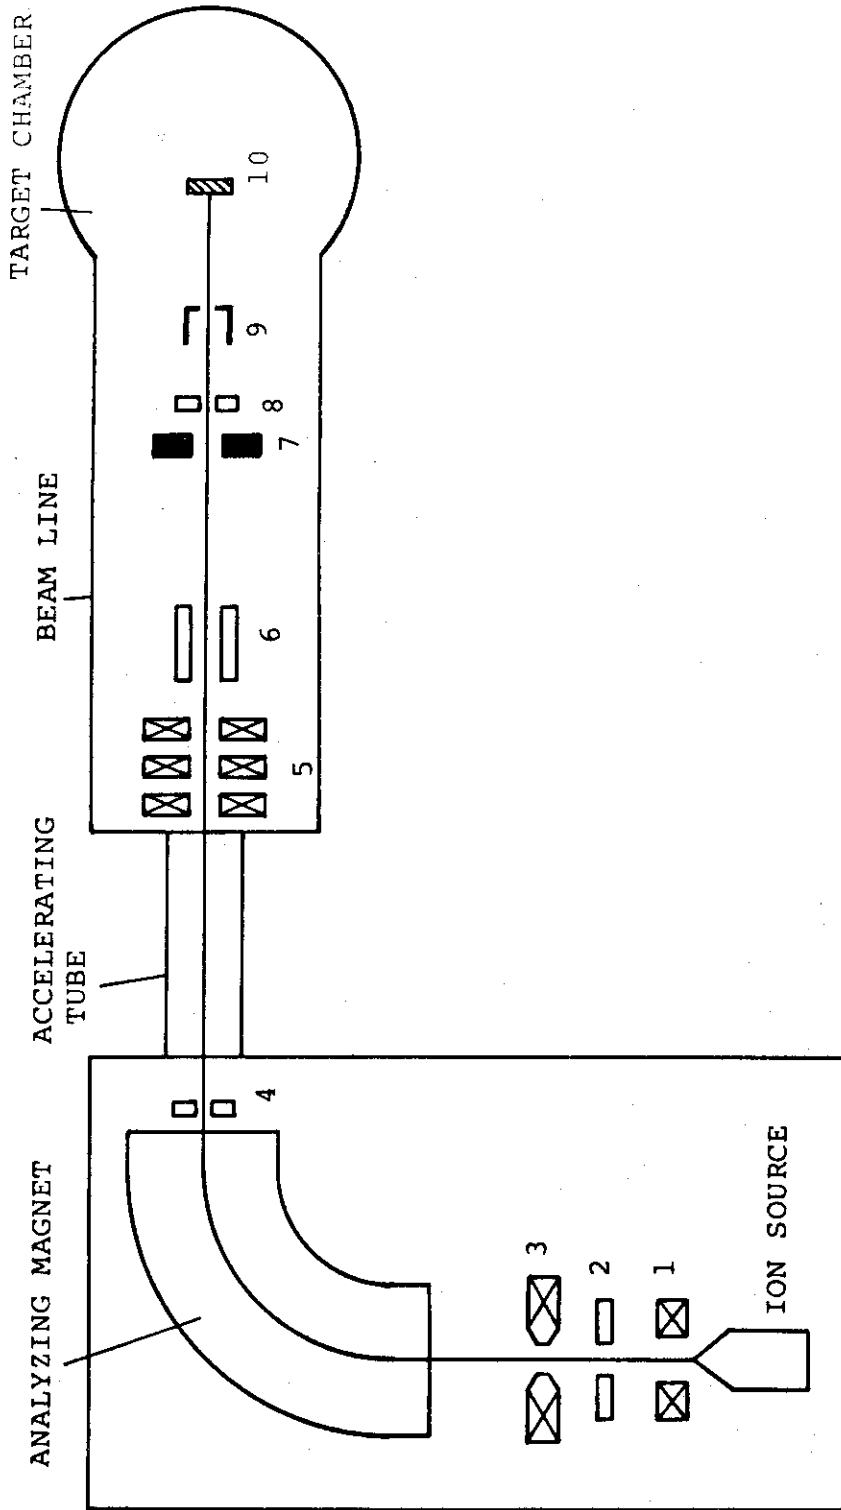 TARGET CHAMBER
BEAM LINE
ACCELERATING
TUBE
ANALYZING MAGNET
ION SOURCE
1
2
3
4
5
6
7
8
9
10